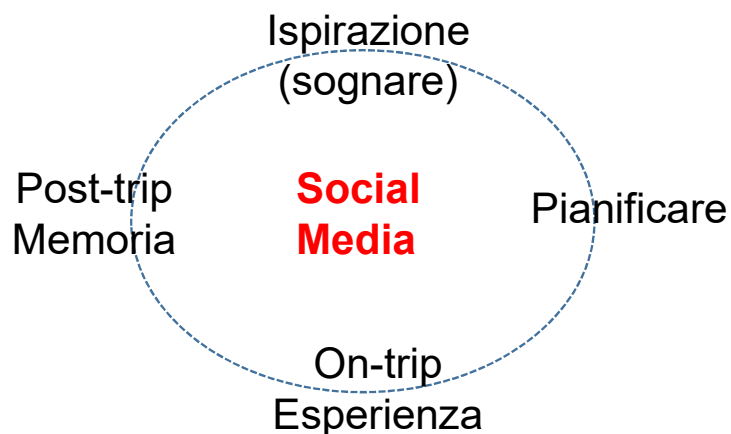 Ispirazione
(sognare)
Post-trip
Memoria
Social
Media
Pianificare
On-trip
Esperienza